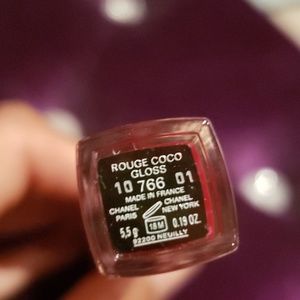 ROUGE COCO
GLOSS
10 766 01
MADE IN FRANCE
CHANEL CHANEL
PARIS NEW YORK
5,5 g 18M 0.19 OZ.
92200 NEUILLY